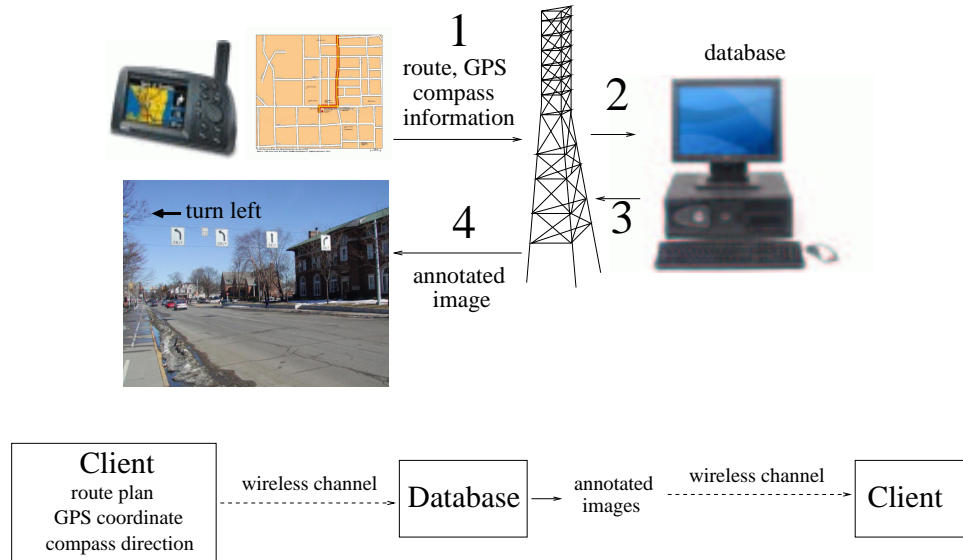 1
route, GPS
compass
information
2
database
turn left
4
annotated
image
3
Client
route plan
GPS coordinate
compass direction
wireless channel
Database
annotated
images
wireless channel
Client